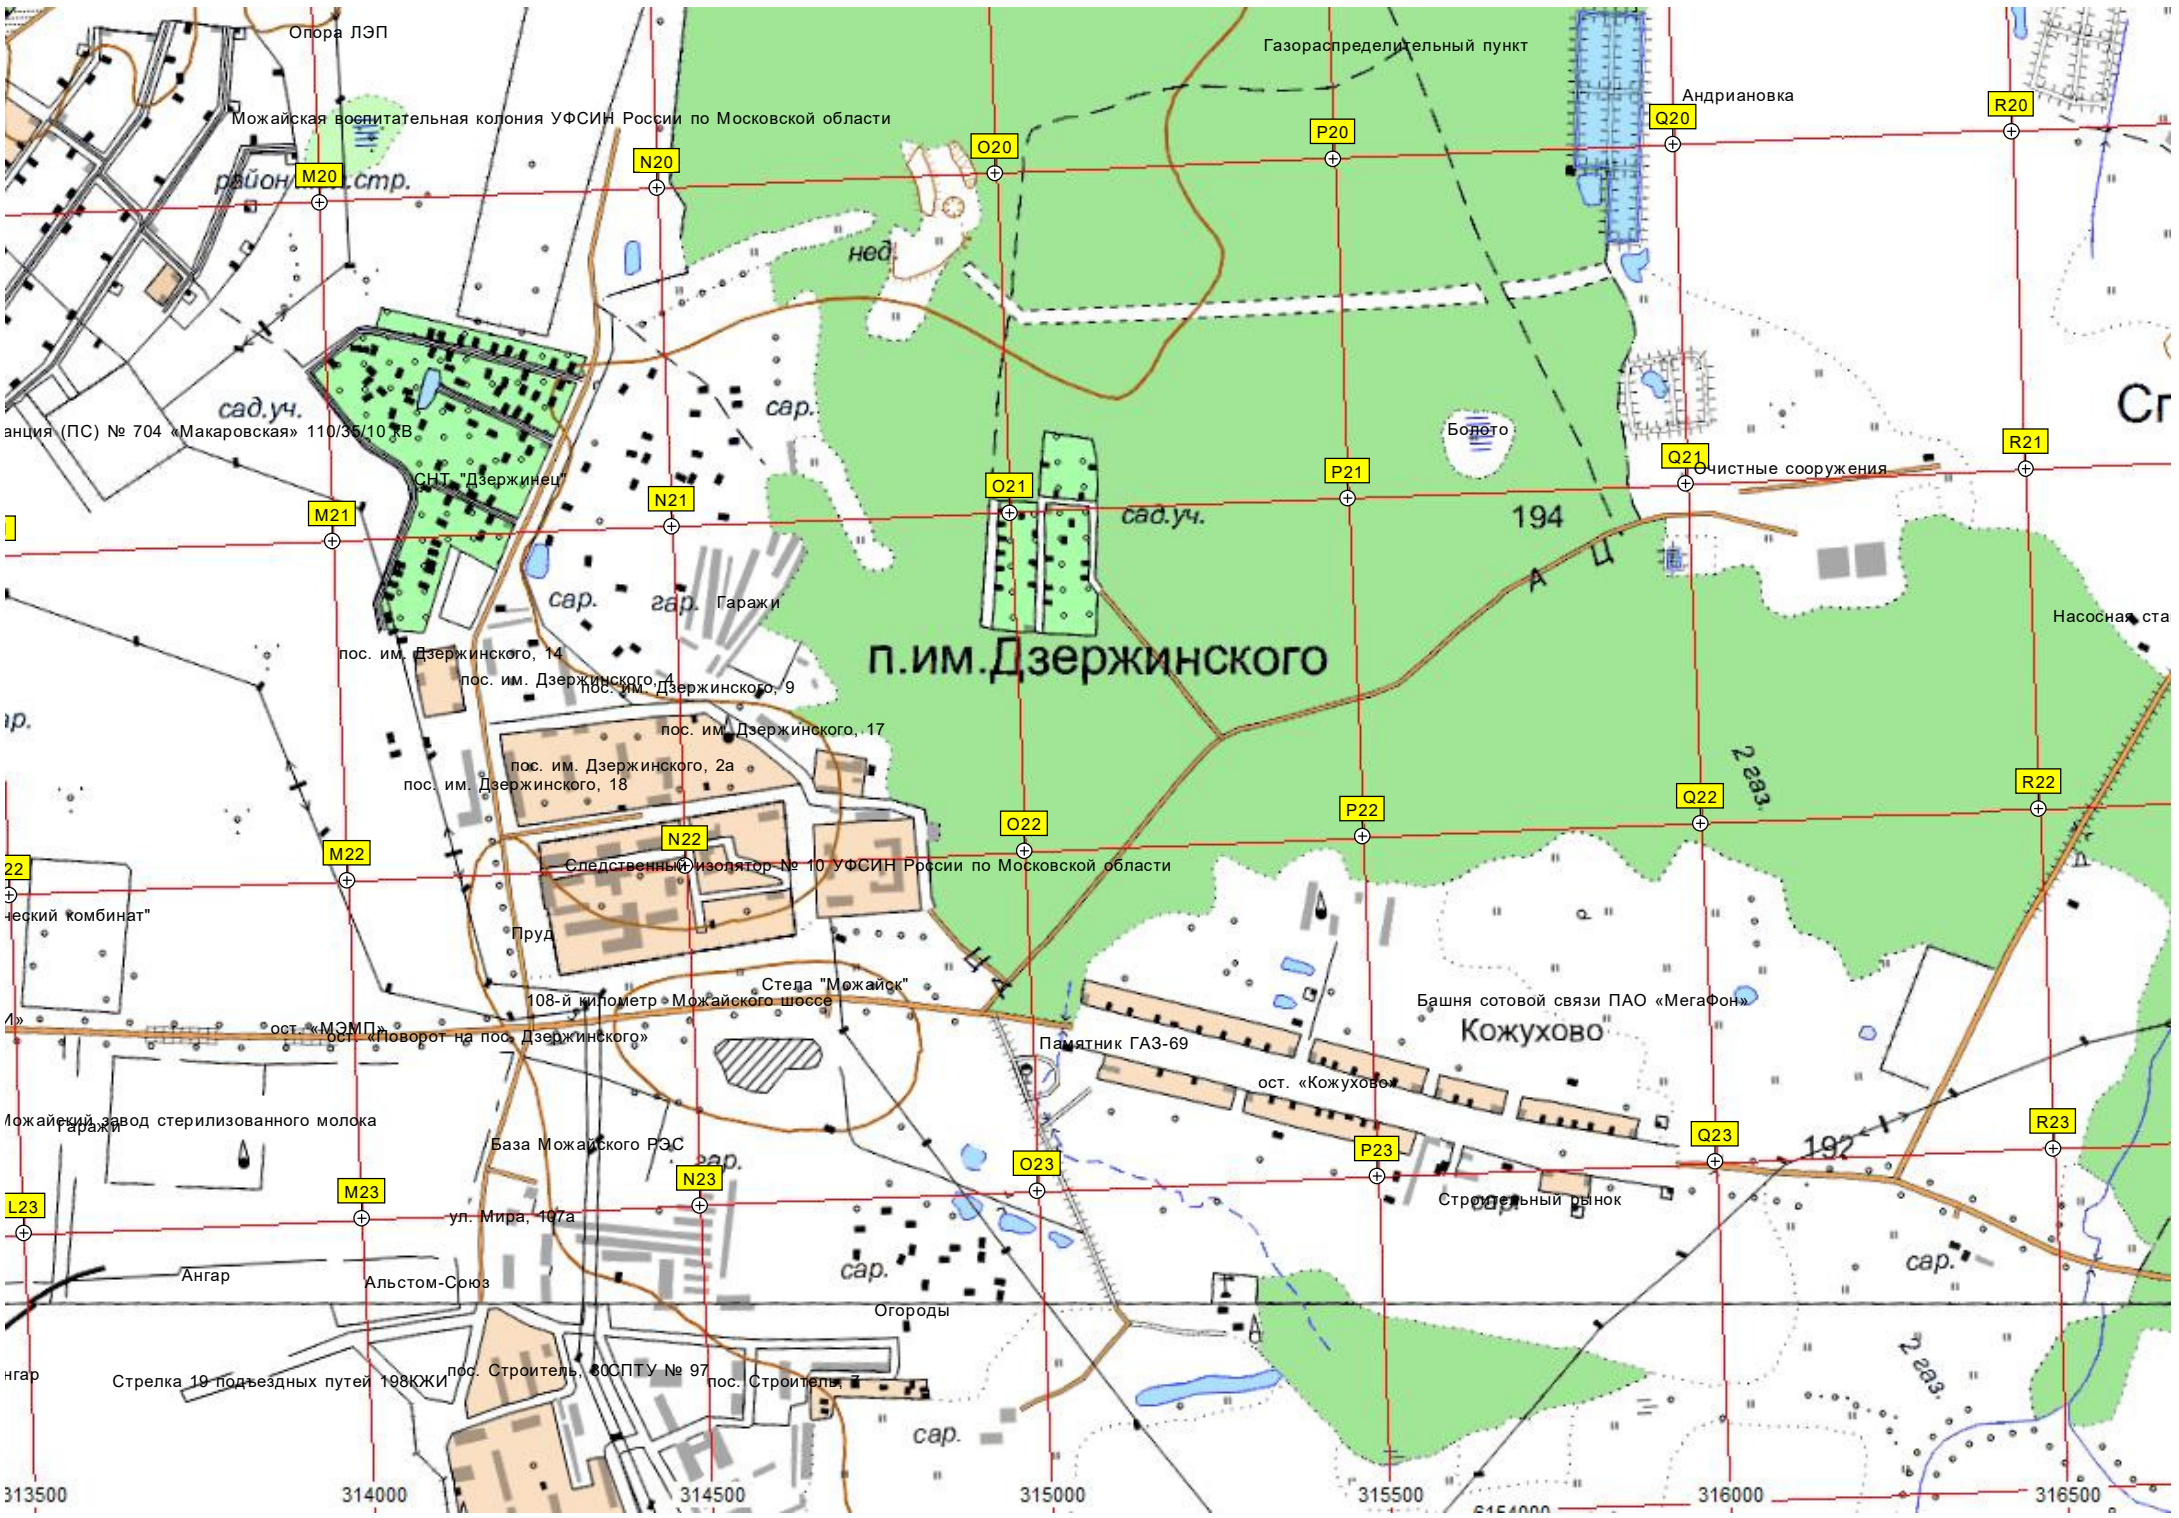 Опора ЛЭП
Газораспределительный пункт
Андриановка
R20
Q20
Можайская воспитательная колония УФСИН России по Московской области
P20
O20
N20
M20
нед.
Сп
сад.уч.
сар.
анция (ПС) № 704 «Макаровская» 110/35/10 кВ
Болото
R21
Q21
Очистные сооружения
P21
СНТ "Дзержинец"
O21
N21
M21
сад.уч.
194
А Ц
сар.
гар.
Гаражи
Насосная ста
п.им.Дзержинского
пос. им. Дзержинского, 14
пос. им. Дзержинского, 4
пос. им. Дзержинского, 9
ар.
пос. им. Дзержинского, 17
пос. им. Дзержинского, 2а
пос. им. Дзержинского, 18
2 газ.
R22
Q22
P22
O22
N22
M22
22
А
Следственный изолятор № 10 УФСИН России по Московской области
ческий комбинат"
Р
Пруд
Ц А
Стела "Можайск"
108-й километр Можайского шоссе
Башня сотовой связи ПАО «МегаФон»
И»
ост. «МЭМП»
ост. «Поворот на пос. Дзержинского»
Кожухово
Памятник ГАЗ-69
ост. «Кожухово»
Можайский завод стерилизованного молока
Гаражи
База Можайского РЭС
гар.
R23
Q23
192
P23
O23
N23
M23
L23
Строительный рынок
сар.
ул. Мира, 107а
сар.
сар.
Ангар
Альстом-Союз
Огороды
А
2 газ.
нгар
Стрелка 19 подъездных путей 198КЖИ
пос. Строитель, 30
СПТУ № 97
пос. Строитель, 7
сар.
313500
314000
314500
315000
315500
6154000
316000
316500